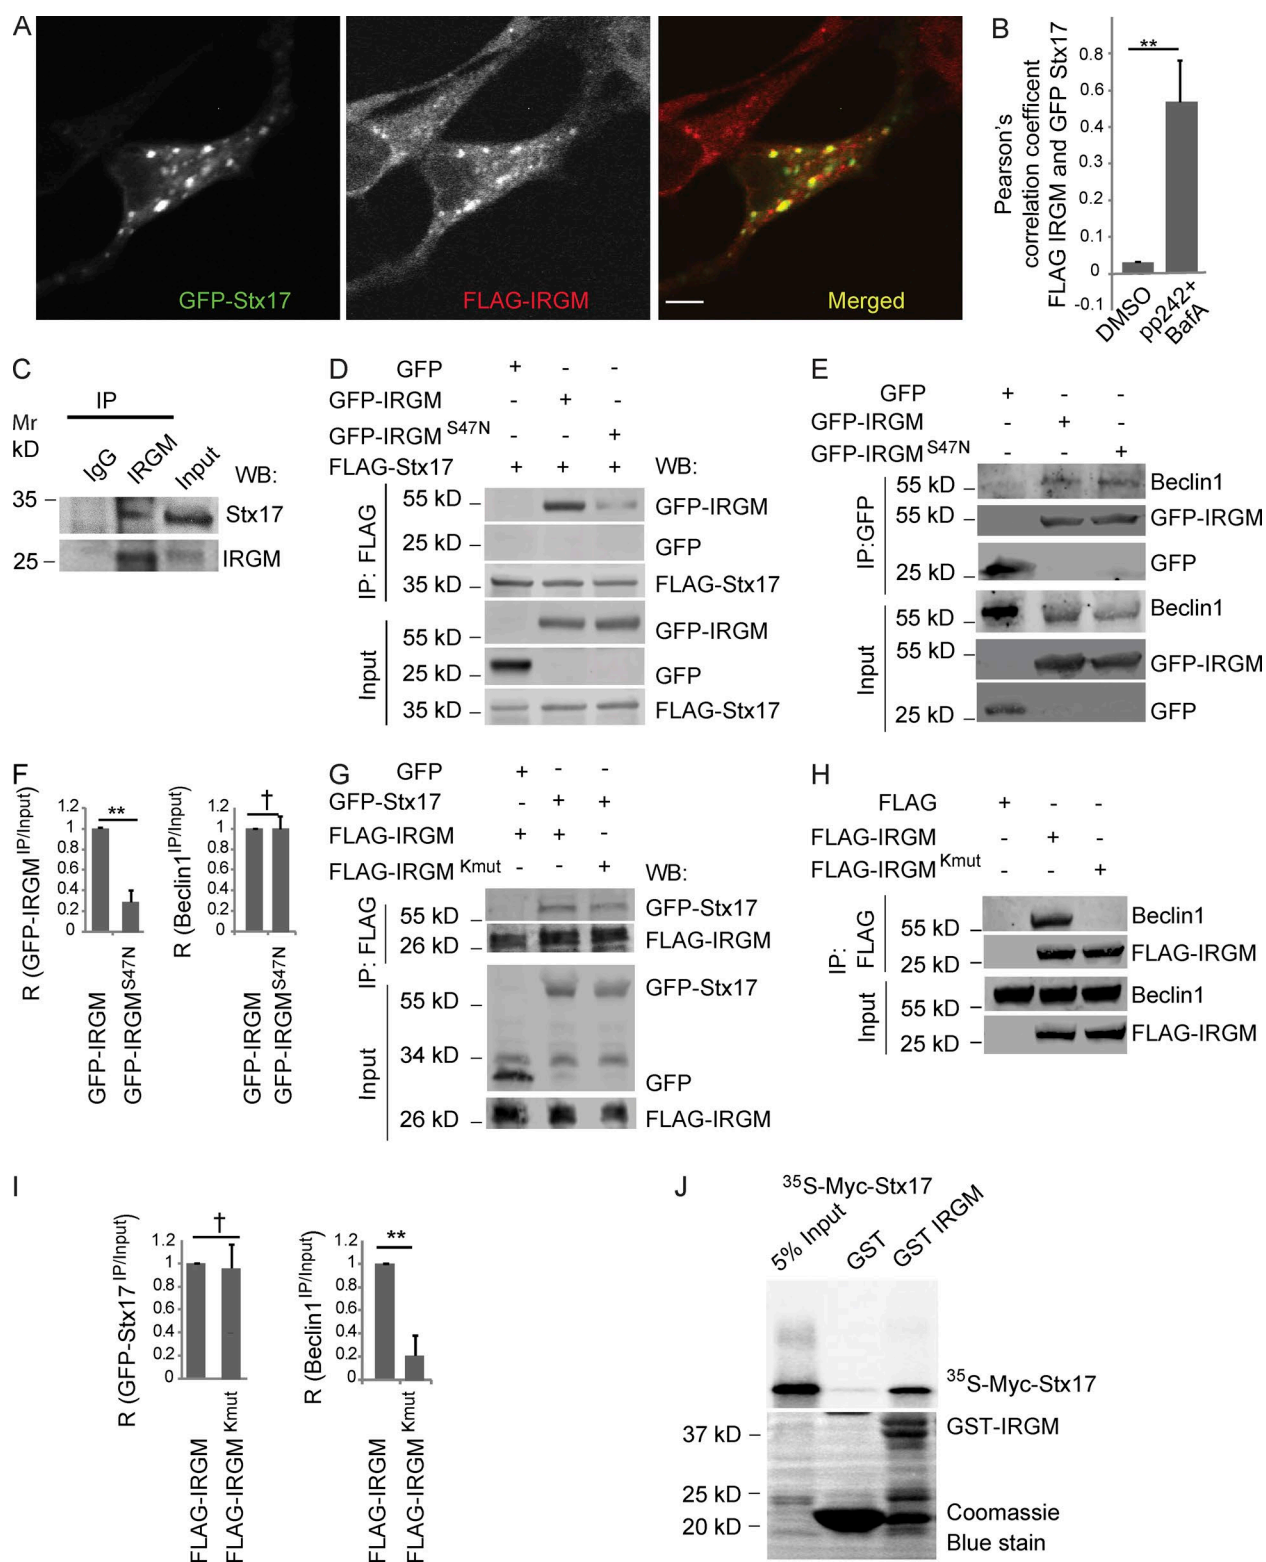 A
GFP-Stx17
FLAG-IRGM
Merged
B
Pearson's
correlation coefficent
FLAG IRGM and GFP Stx17
**
0.8
0.6
0.4
0.3
0.2
0.1
0
-0.1
DMSO
pp242+
BafA
C
IP
Mr
kD
IgG
IRGM
Input
WB:
35
Stx17
25
IRGM
D
GFP + - -
GFP-IRGM - + -
GFP-IRGM S47N - - +
FLAG-Stx17 + + + WB:
IP: FLAG
55 kD GFP-IRGM
25 kD GFP
35 kD FLAG-Stx17
Input
55 kD GFP-IRGM
25 kD GFP
35 kD FLAG-Stx17
E
GFP + - -
GFP-IRGM - + -
GFP-IRGM S47N - - +
IP:GFP
55 kD Beclin1
55 kD GFP-IRGM
25 kD GFP
Input
55 kD Beclin1
55 kD GFP-IRGM
25 kD GFP
F
R (GFP-IRGM IP/Input)
1.2
1
0.8
0.6
0.4
0.2
0
**
GFP-IRGM
GFP-IRGM S47N
R (Beclin1 IP/Input)
1.2
1
0.8
0.6
0.4
0.2
0
†
GFP-IRGM
GFP-IRGM S47N
G
GFP + - -
GFP-Stx17 - + +
FLAG-IRGM + + -
FLAG-IRGM Kmut - - + WB:
IP: FLAG
55 kD GFP-Stx17
26 kD FLAG-IRGM
Input
55 kD GFP-Stx17
34 kD
GFP
26 kD FLAG-IRGM
H
FLAG + - -
FLAG-IRGM - + -
FLAG-IRGM Kmut - - +
IP:
FLAG
55 kD Beclin1
25 kD FLAG-IRGM
Input
55 kD Beclin1
25 kD FLAG-IRGM
I
R (GFP-Stx17 IP/Input)
1.2
1
0.8
0.6
0.4
0.2
0
†
FLAG-IRGM
FLAG-IRGM Kmut
R (Beclin1 IP/Input)
1.2
1
0.8
0.6
0.4
0.2
0
**
FLAG-IRGM
FLAG-IRGM Kmut
J
35S-Myc-Stx17
5% Input
GST
GST IRGM
35S-Myc-Stx17
37 kD GST-IRGM
25 kD
20 kD
Coomassie
Blue stain